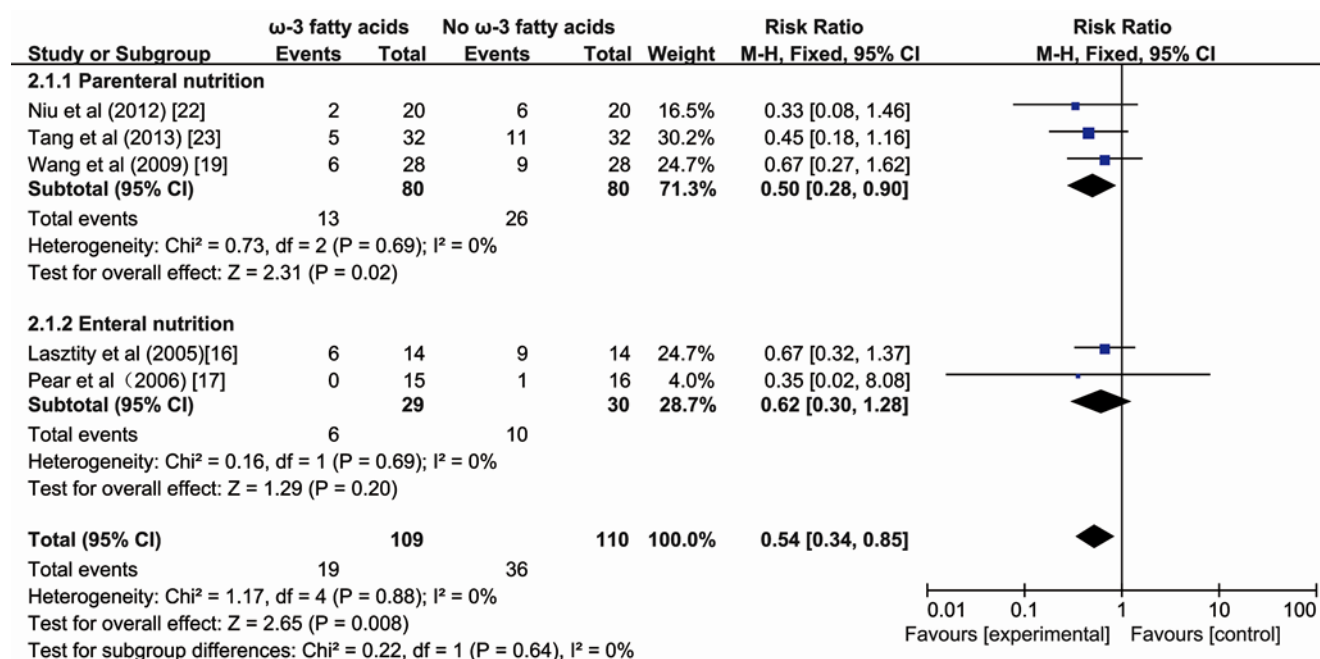 ω-3 fatty acids No ω-3 fatty acids Risk Ratio Risk Ratio
Study or Subgroup Events Total Events Total Weight M-H, Fixed, 95% CI M-H, Fixed, 95% CI
2.1.1 Parenteral nutrition
Niu et al (2012) [22] 2 20 6 20 16.5% 0.33 [0.08, 1.46]
Tang et al (2013) [23] 5 32 11 32 30.2% 0.45 [0.18, 1.16]
Wang et al (2009) [19] 6 28 9 28 24.7% 0.67 [0.27, 1.62]
Subtotal (95% CI) 80 80 71.3% 0.50 [0.28, 0.90]
Total events 13 26
Heterogeneity: Chi² = 0.73, df = 2 (P = 0.69); I² = 0%
Test for overall effect: Z = 2.31 (P = 0.02)
2.1.2 Enteral nutrition
Lasztity et al (2005)[16] 6 14 9 14 24.7% 0.67 [0.32, 1.37]
Pear et al（2006) [17] 0 15 1 16 4.0% 0.35 [0.02, 8.08]
Subtotal (95% CI) 29 30 28.7% 0.62 [0.30, 1.28]
Total events 6 10
Heterogeneity: Chi² = 0.16, df = 1 (P = 0.69); I² = 0%
Test for overall effect: Z = 1.29 (P = 0.20)
Total (95% CI) 109 110 100.0% 0.54 [0.34, 0.85]
Total events 19 36
Heterogeneity: Chi² = 1.17, df = 4 (P = 0.88); I² = 0%
Test for overall effect: Z = 2.65 (P = 0.008)
Test for subgroup differences: Chi² = 0.22, df = 1 (P = 0.64), I² = 0%
0.01 0.1 1 10 100
Favours [experimental] Favours [control]